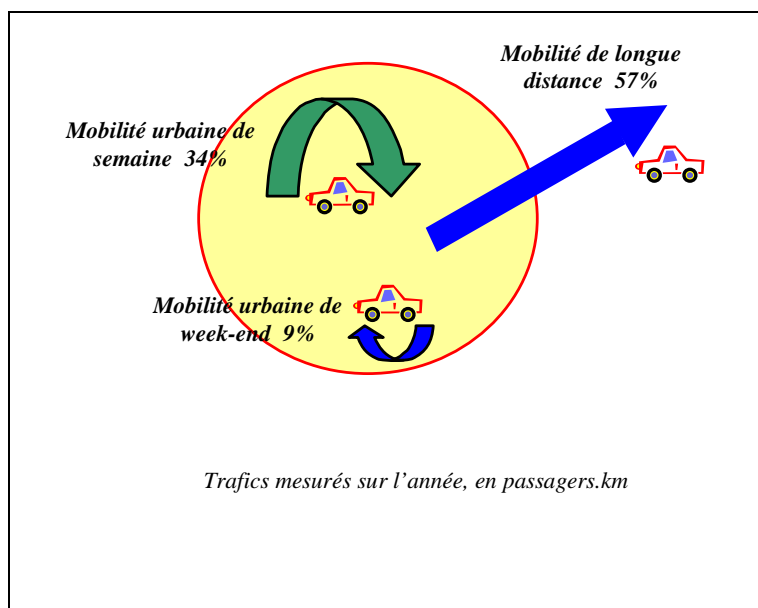 Mobilité de longue
distance 57%
Mobilité urbaine de
semaine 34%
Mobilité urbaine de
week-end 9%
Trafics mesurés sur l'année, en passagers.km